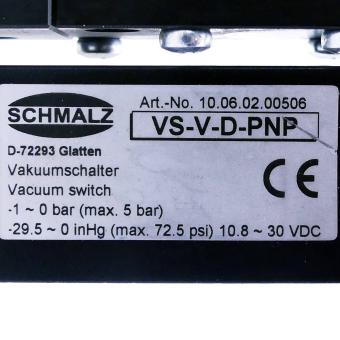 SCHMALZ
Art.-No. 10.06.02.00506
VS-V-D-PNP
D-72293 Glatten
Vakuumschalter
Vacuum switch
-1 ~ 0 bar (max. 5 bar)
-29.5 ~ 0 inHg (max. 72.5 psi) 10.8 ~ 30 VDC
CE